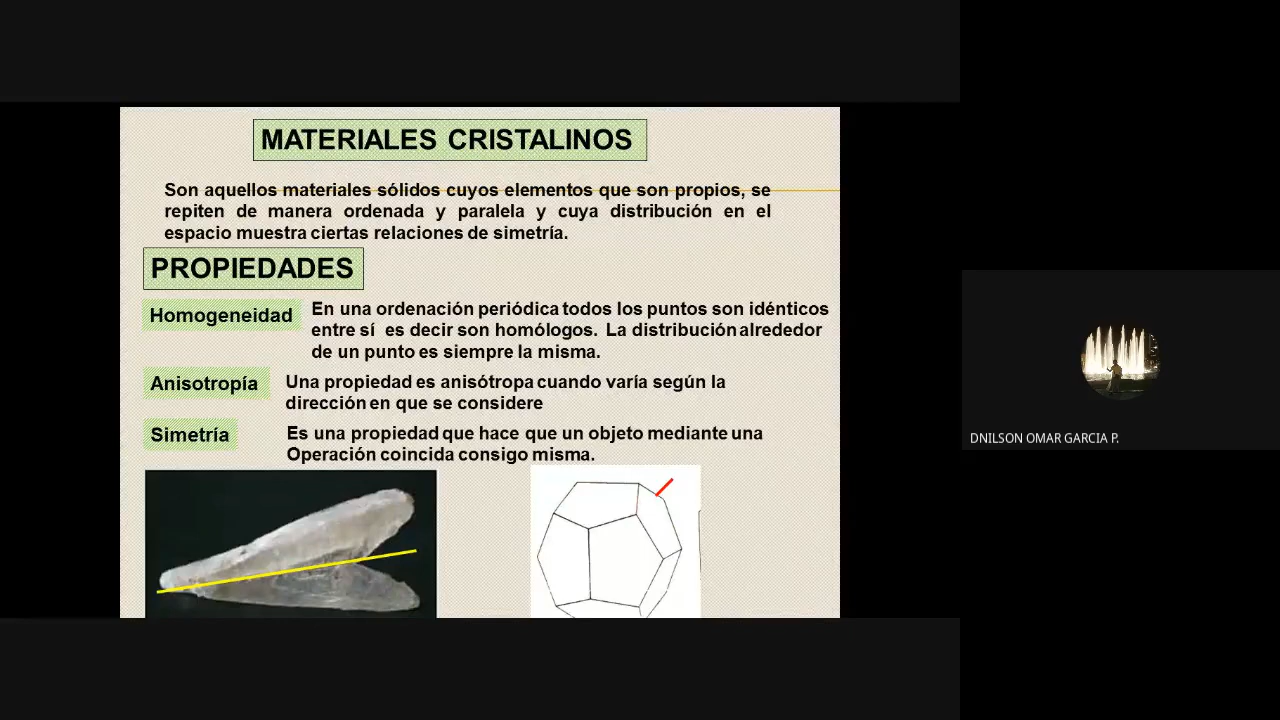 MATERIALES CRISTALINOS
Son aquellos materiales sólidos cuyos elementos que son propios, se
repiten de manera ordenada y paralela y cuya distribución en el
espacio muestra ciertas relaciones de simetría.
PROPIEDADES
Homogeneidad
En una ordenación periódica todos los puntos son idénticos
entre sí es decir son homólogos. La distribución alrededor
de un punto es siempre la misma.
Anisotropía
Una propiedad es anisótropa cuando varía según la
dirección en que se considere
Simetría
Es una propiedad que hace que un objeto mediante una
Operación coincida consigo misma.
DNILSON OMAR GARCIA P.